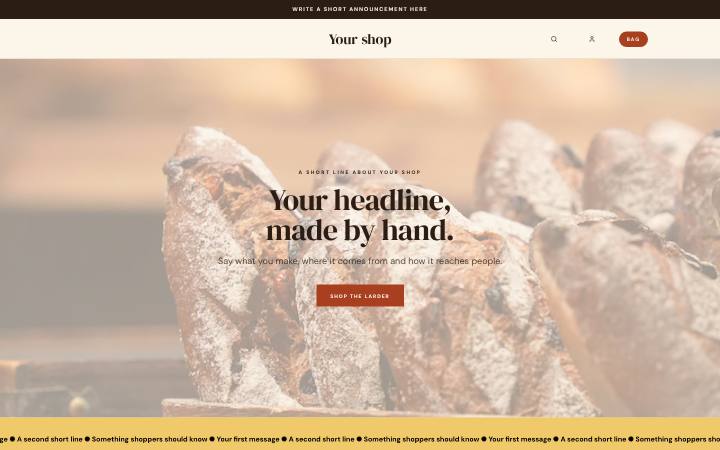 WRITE A SHORT ANNOUNCEMENT HERE
Your shop
BAG
A SHORT LINE ABOUT YOUR SHOP
Your headline,
made by hand.
Say what you make, where it comes from and how it reaches people.
SHOP THE LARDER
ge ● A second short line ● Something shoppers should know ● Your first message ● A second short line ● Something shoppers should know ● Your first message ● A second short line ● Something shoppers sho